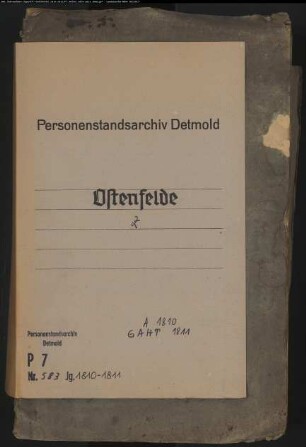 Personenstandsarchiv Detmold
Ostenfelde
A 1810
GAHT 1811
Personenstandsarchiv
Detmold
P 7
Nr. 583 Jg. 1810-1811